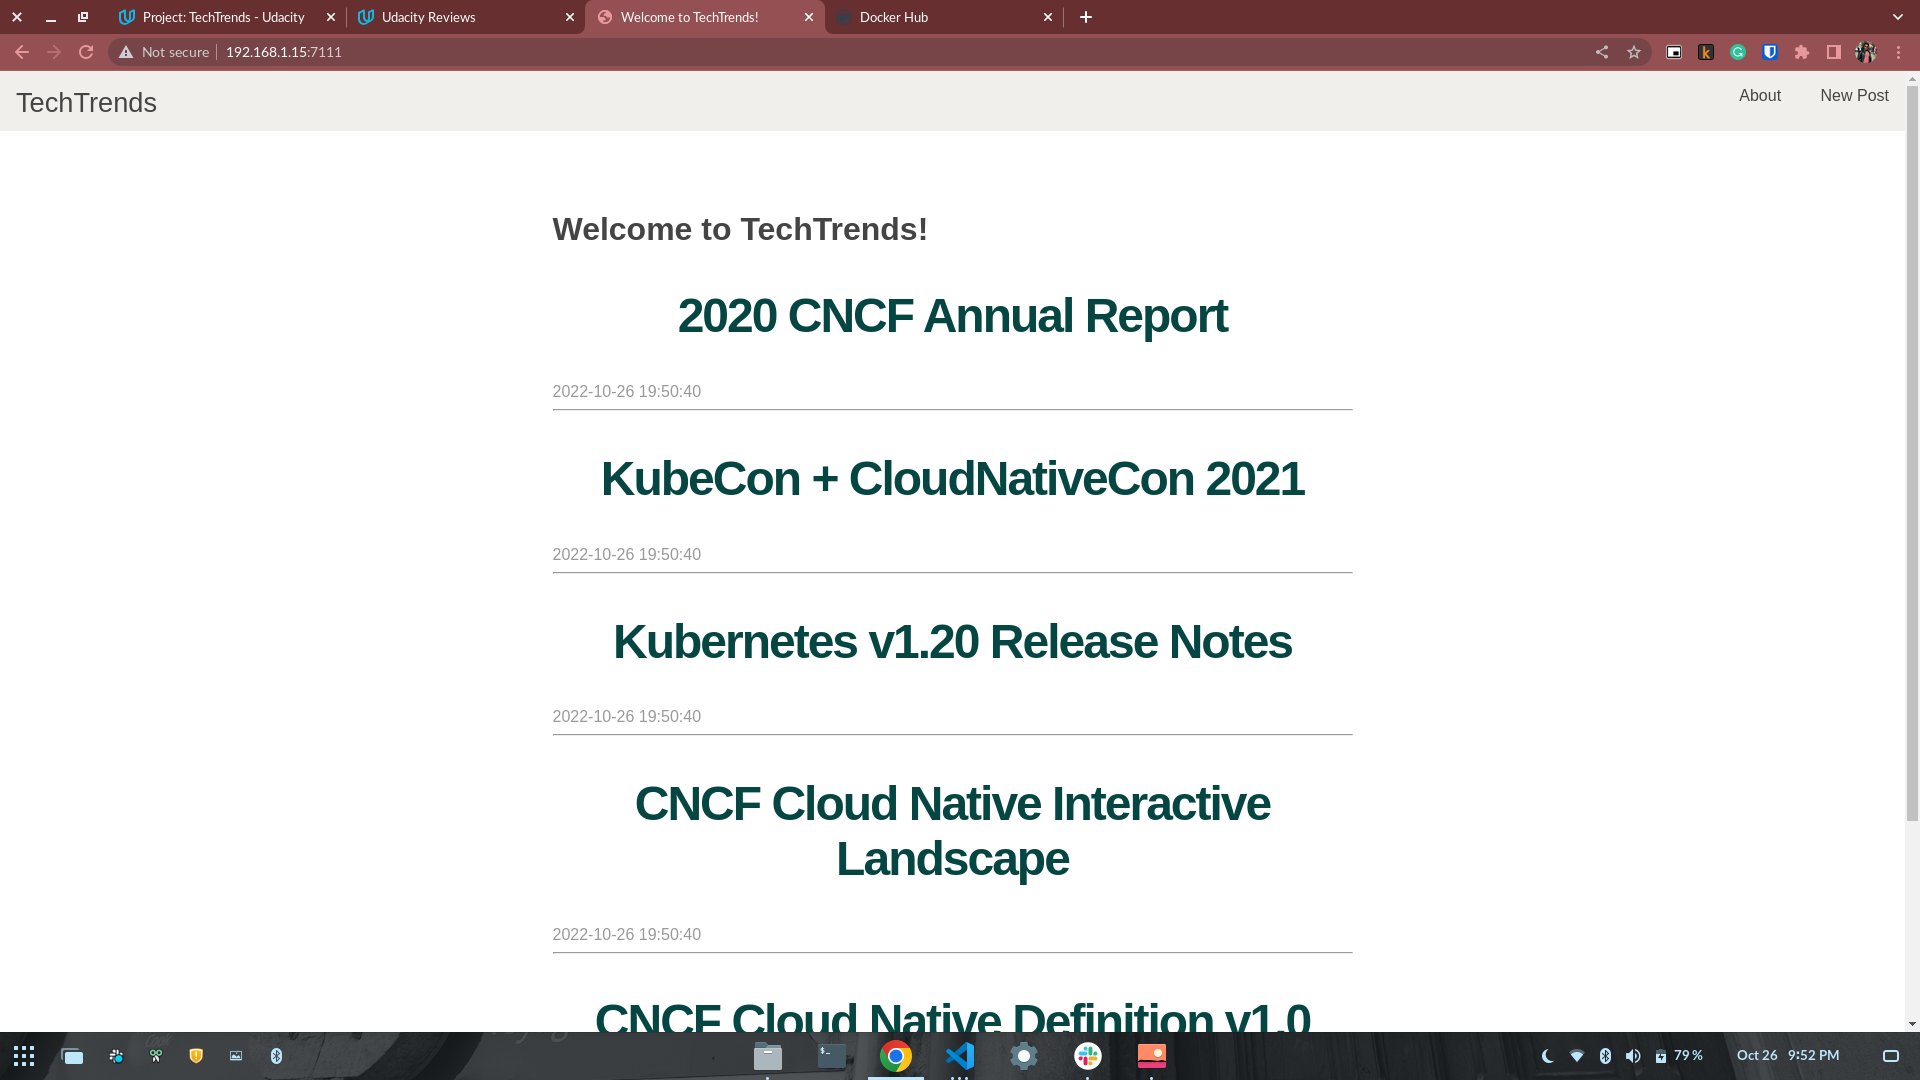 Project: TechTrends - Udacity
Udacity Reviews
Welcome to TechTrends!
Docker Hub
Not secure
192.168.1.15:7111
TechTrends
About
New Post
Welcome to TechTrends!
2020 CNCF Annual Report
2022-10-26 19:50:40
KubeCon + CloudNativeCon 2021
2022-10-26 19:50:40
Kubernetes v1.20 Release Notes
2022-10-26 19:50:40
CNCF Cloud Native Interactive
Landscape
2022-10-26 19:50:40
CNCF Cloud Native Definition v1.0
79 %
Oct 26 9:52 PM